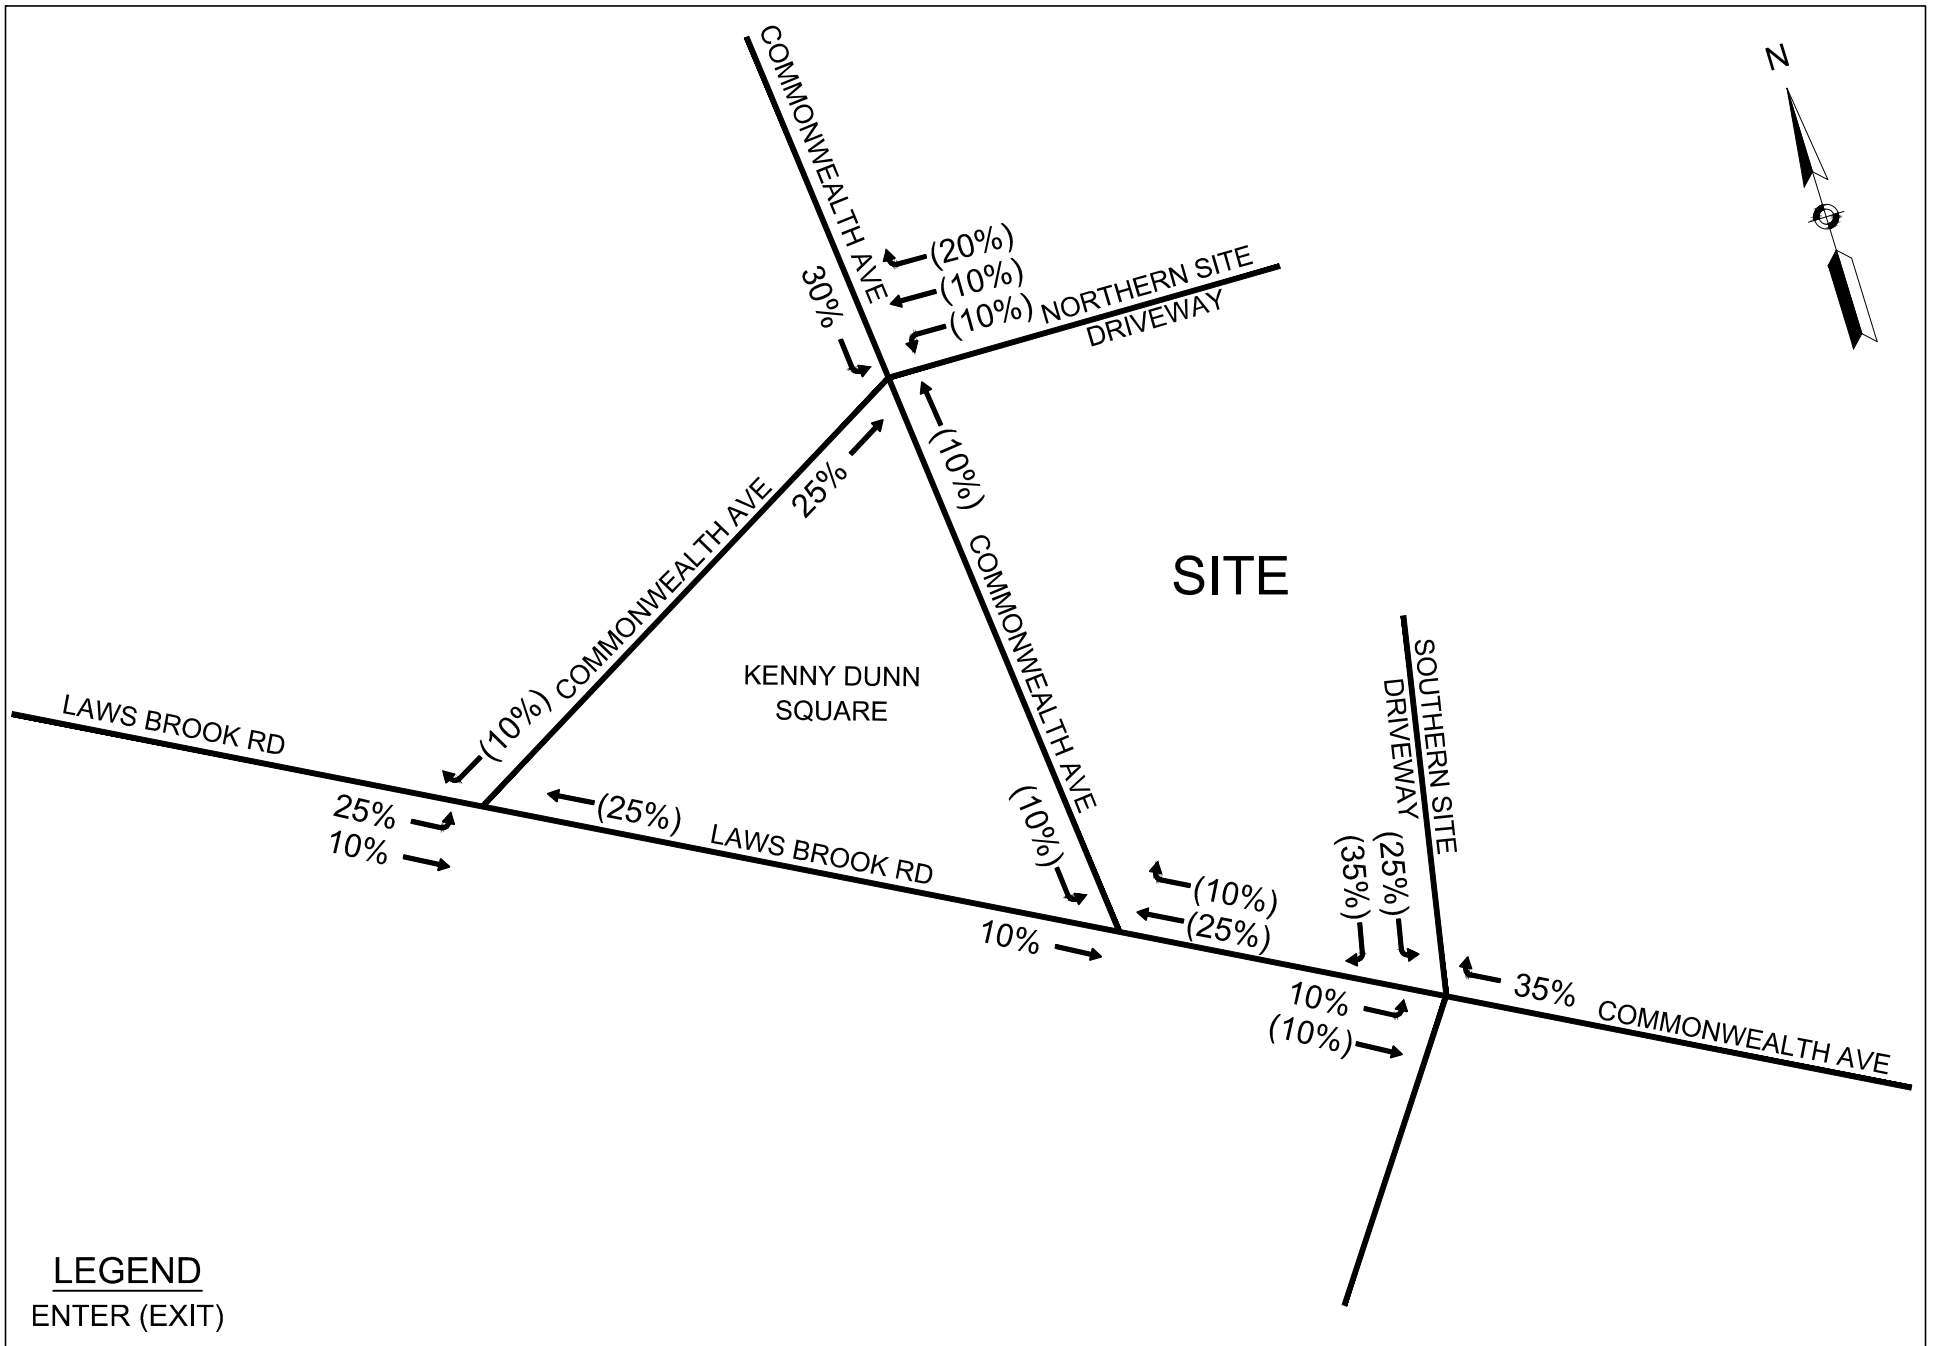 N
COMMONWEALTH AVE
30%
(20%)
(10%)
(10%)
NORTHERN SITE
DRIVEWAY
25%
(10%)
COMMONWEALTH AVE
COMMONWEALTH AVE
SITE
KENNY DUNN
SQUARE
SOUTHERN SITE
DRIVEWAY
LAWS BROOK RD
(10%)
25%
10%
(25%)
LAWS BROOK RD
(10%)
10%
(10%)
(25%)
(35%)
(25%)
10%
(10%)
35%
COMMONWEALTH AVE
LEGEND
ENTER (EXIT)